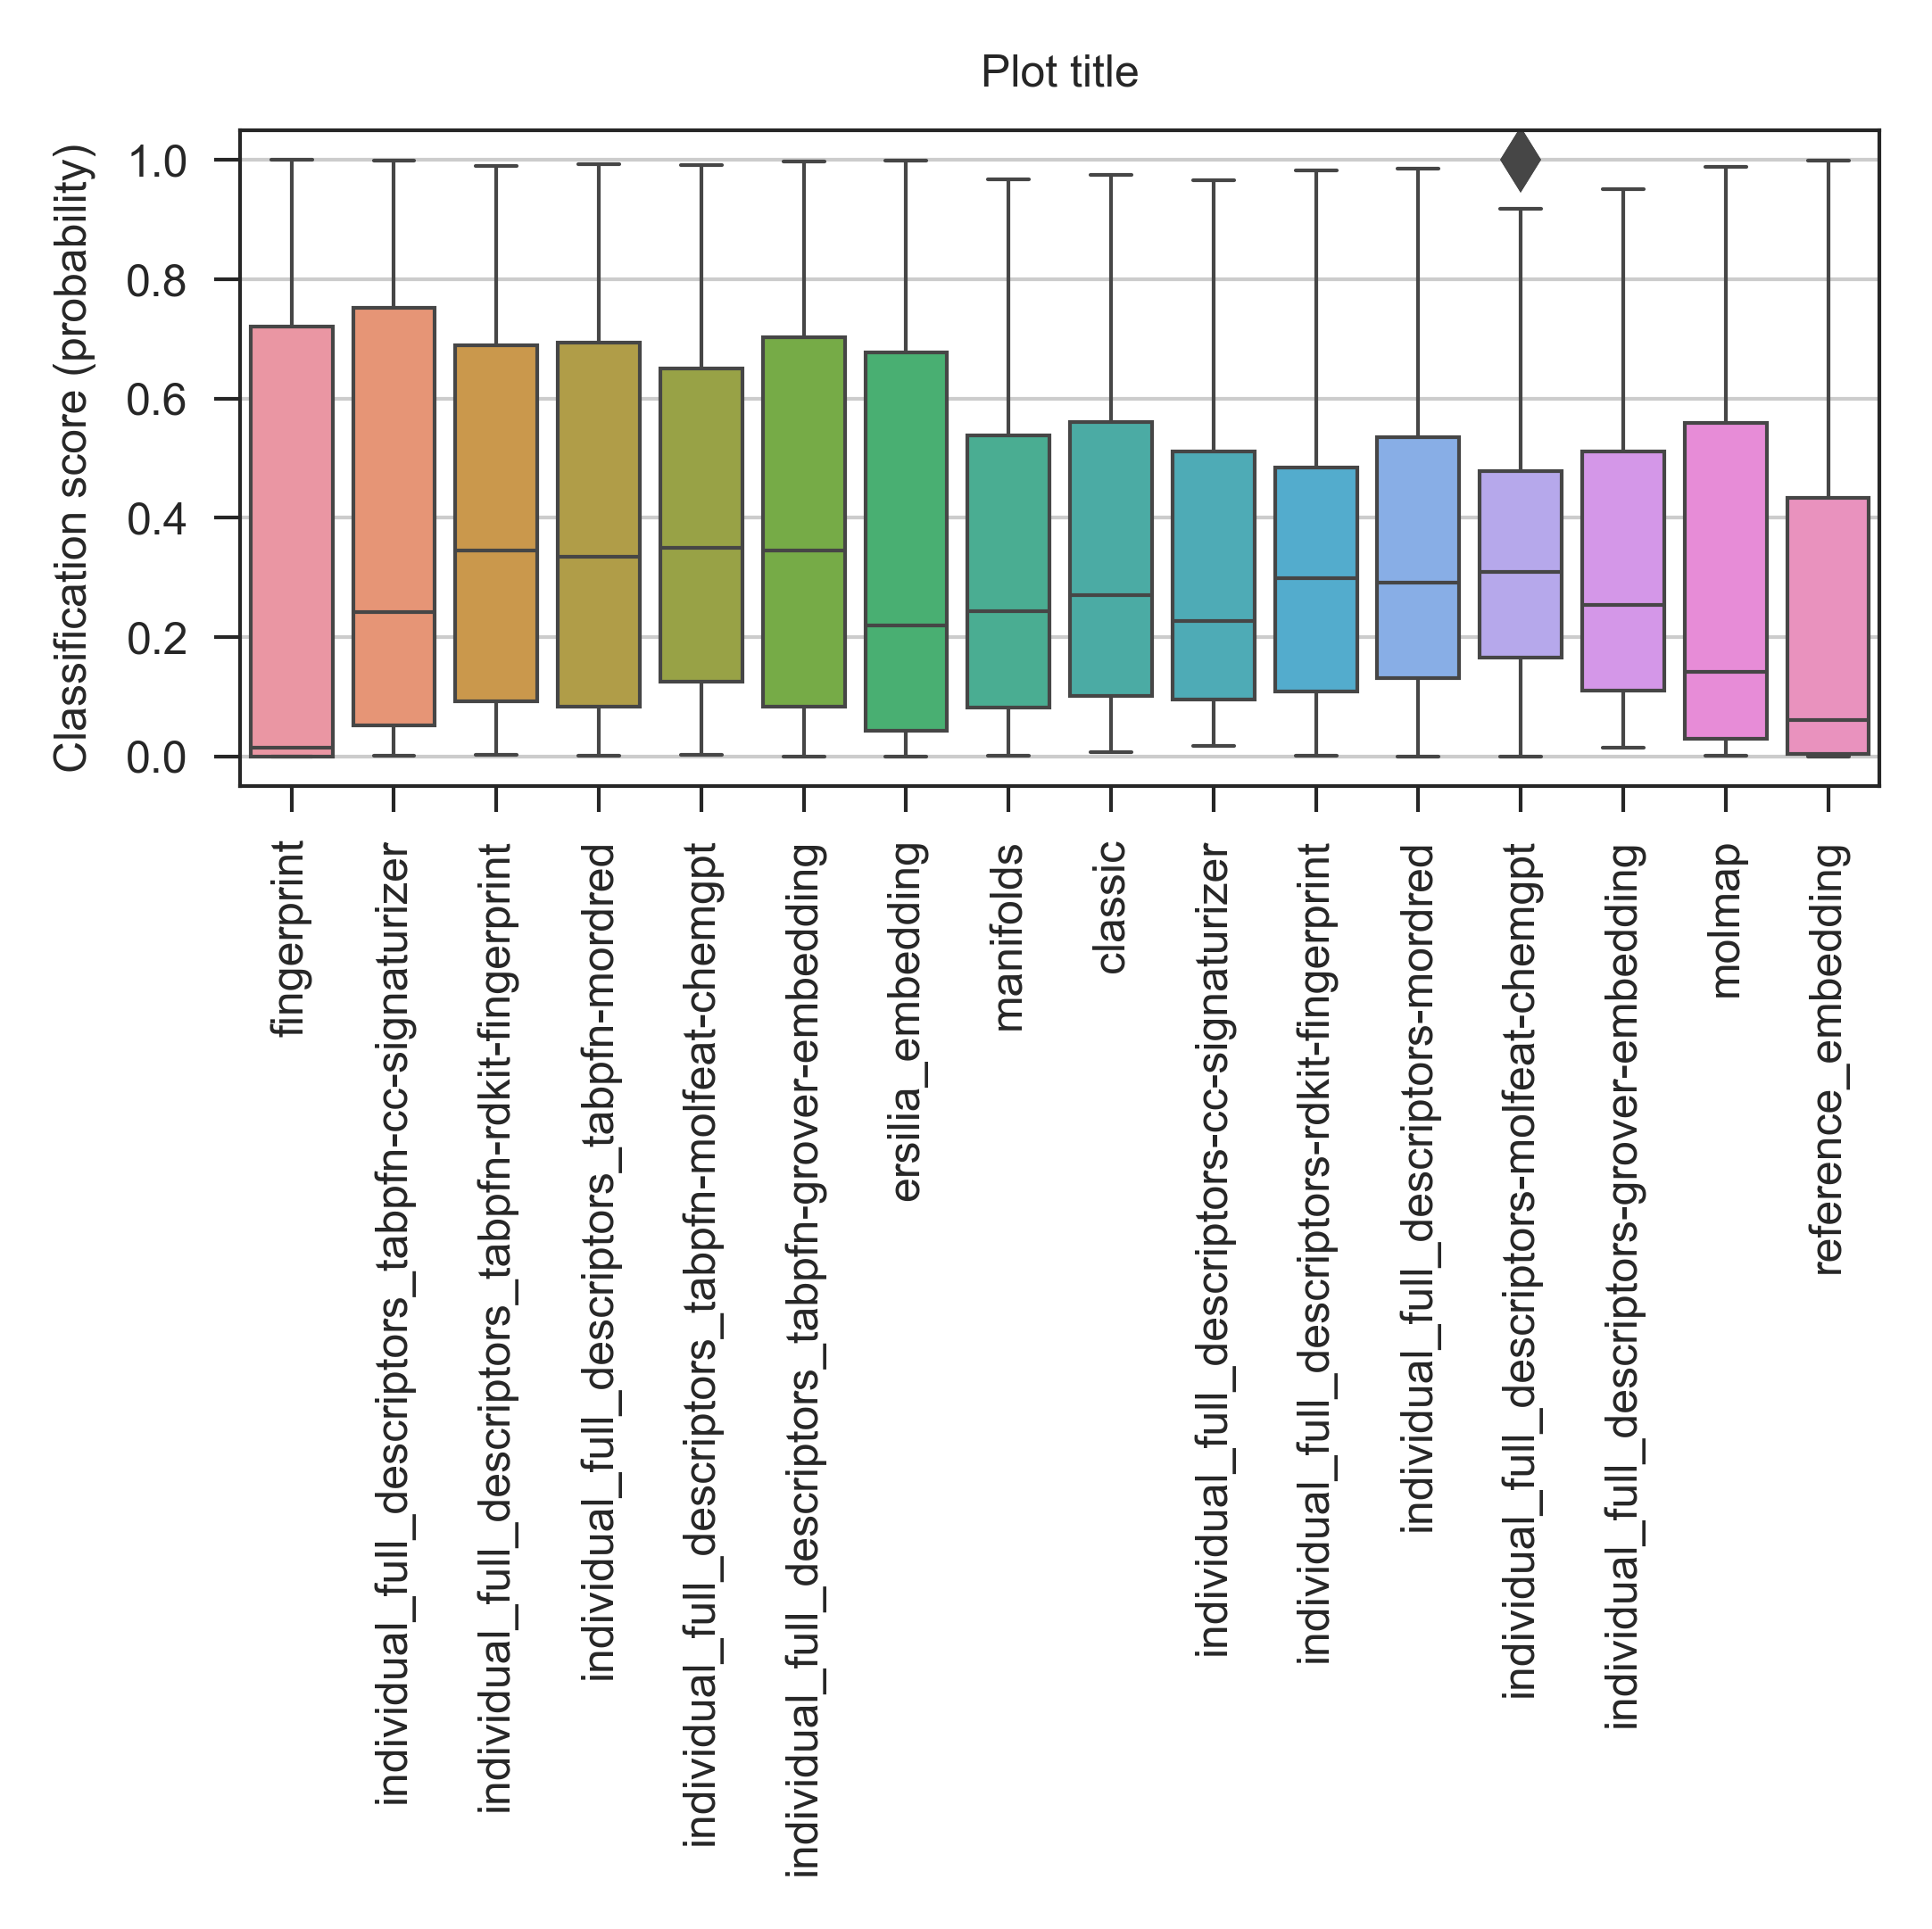 Plot title
Classification score (probability)
1.0
0.8
0.6
0.4
0.2
0.0
fingerprint
individual_full_descriptors_tabpfn-cc-signaturizer
individual_full_descriptors_tabpfn-rdkit-fingerprint
individual_full_descriptors_tabpfn-mordred
individual_full_descriptors_tabpfn-molfeat-chemgpt
individual_full_descriptors_tabpfn-grover-embedding
ersilia_embedding
manifolds
classic
individual_full_descriptors-cc-signaturizer
individual_full_descriptors-rdkit-fingerprint
individual_full_descriptors-mordred
individual_full_descriptors-molfeat-chemgpt
individual_full_descriptors-grover-embedding
molmap
reference_embedding